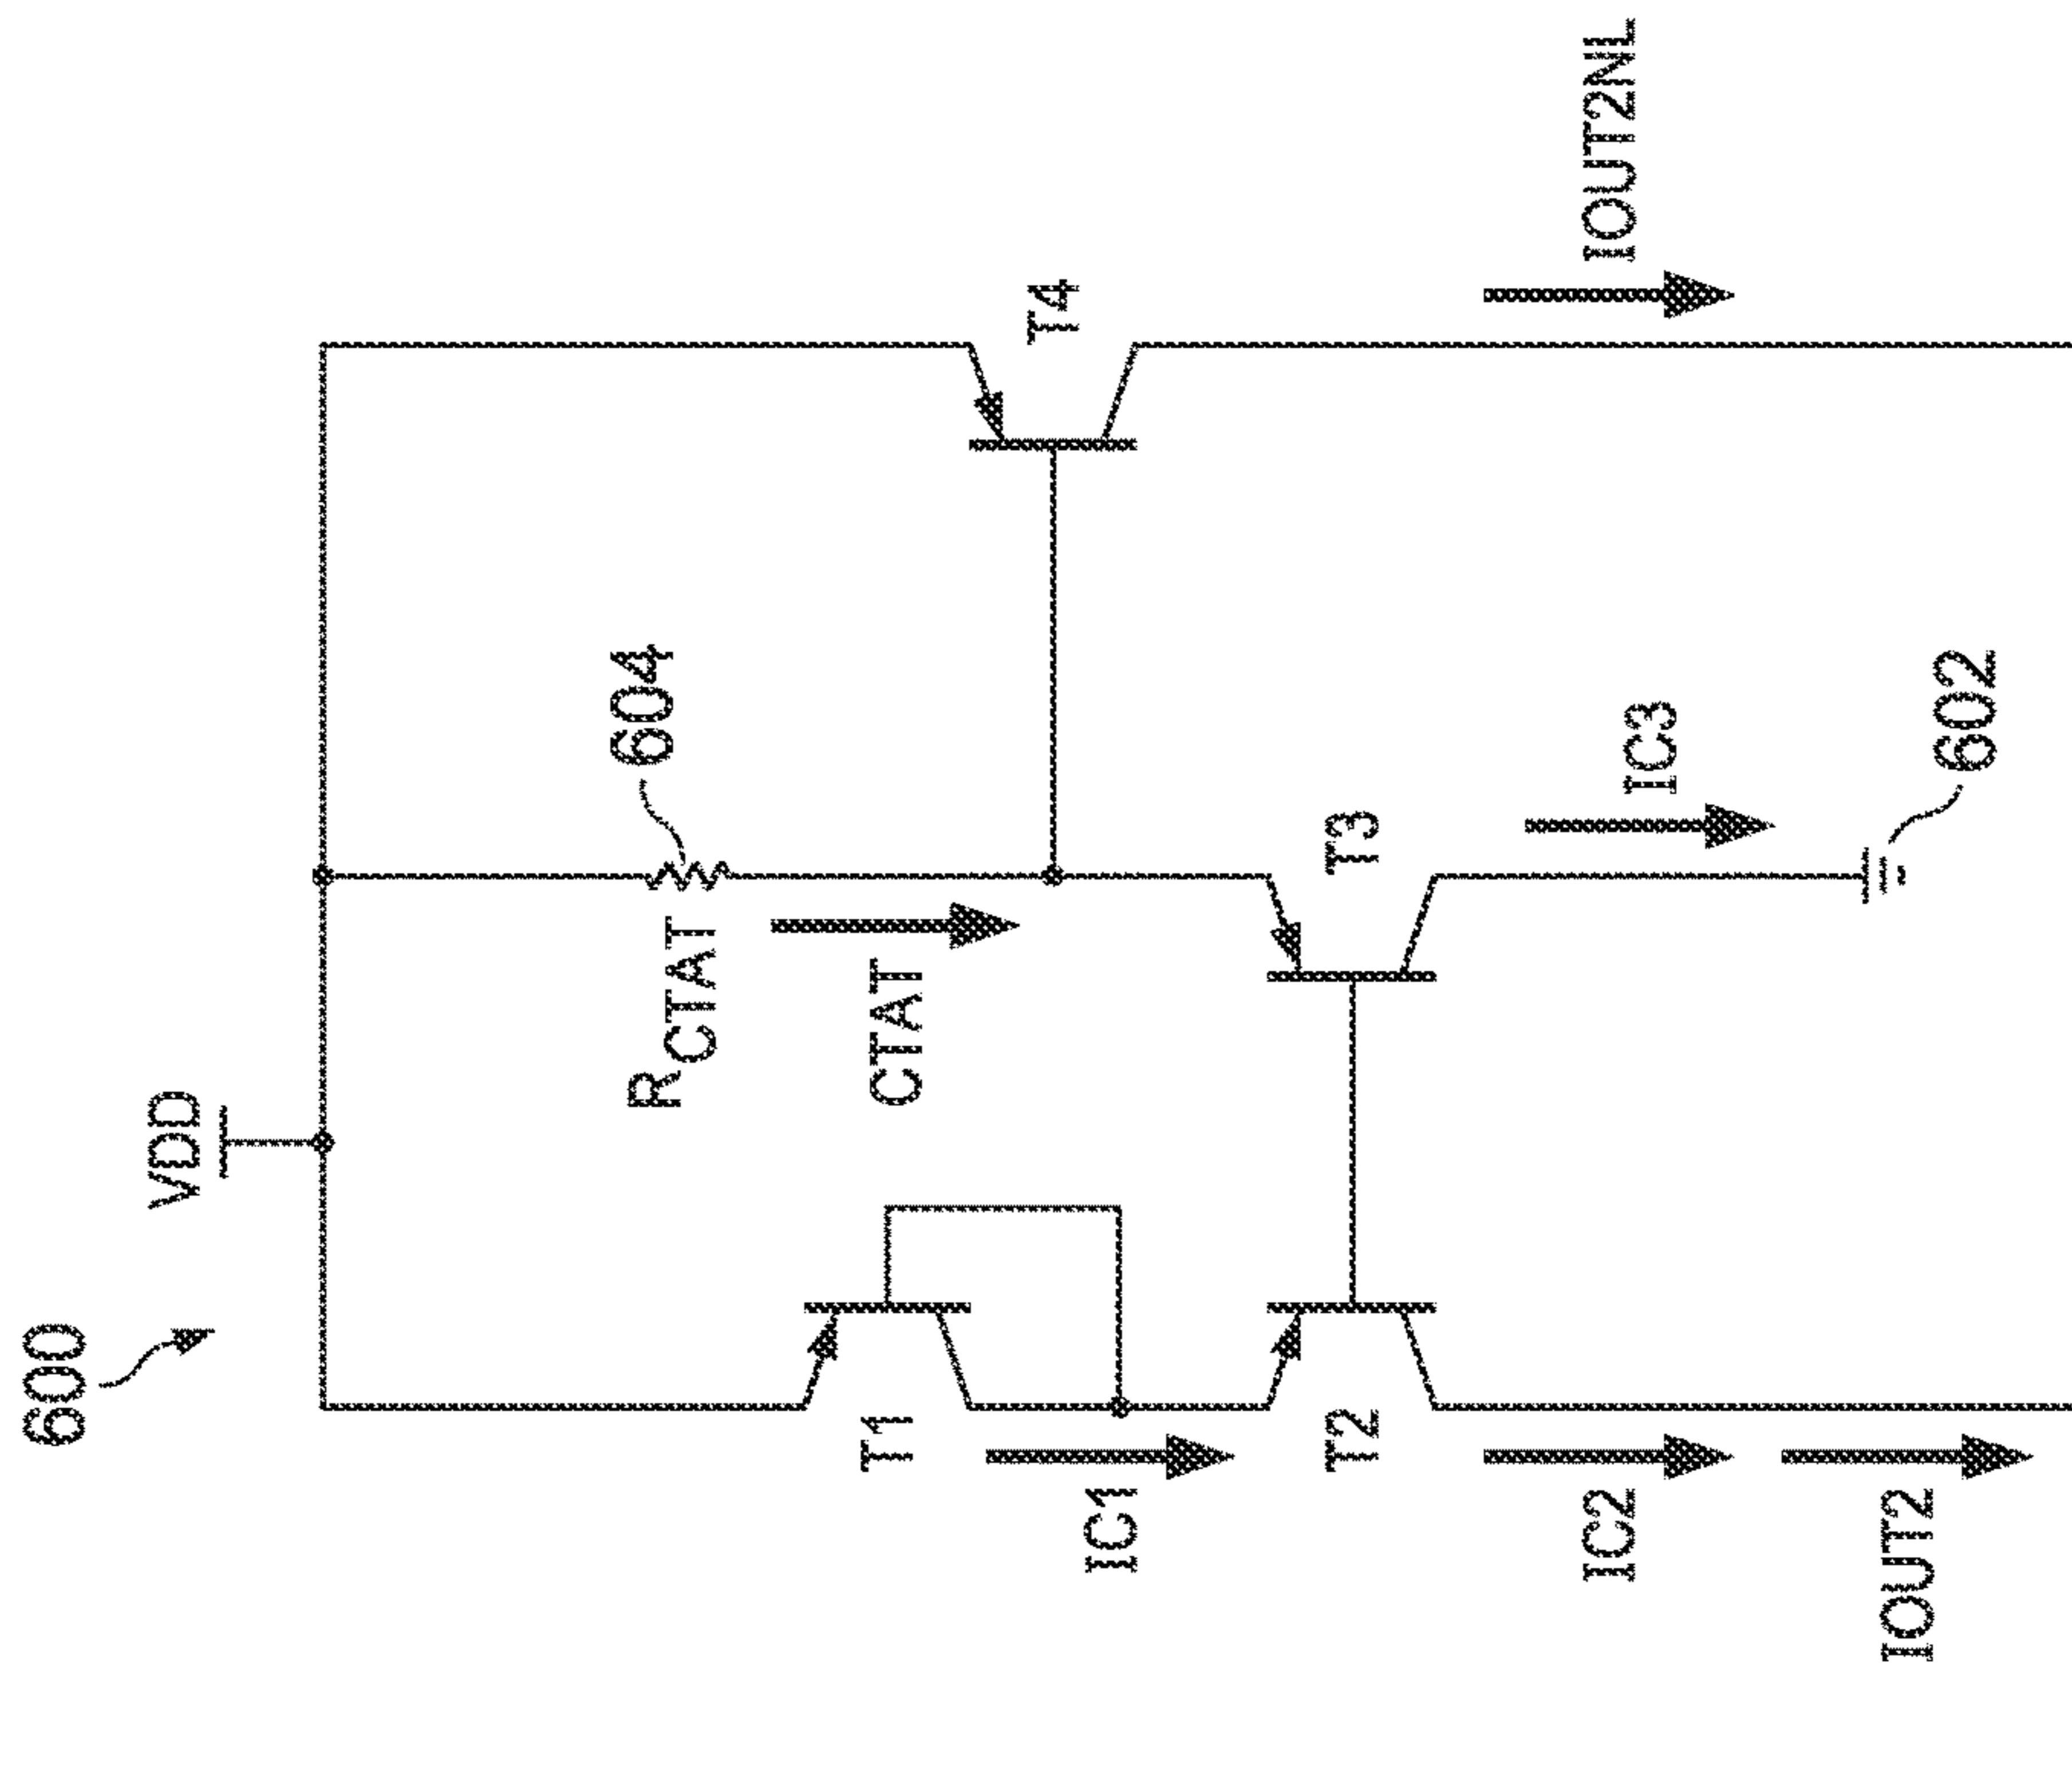 600
VDD
R CTAT
604
CTAT
T1
T4
IC1
T2
T3
IC2
IC3
IOUT2NL
IOUT2
602